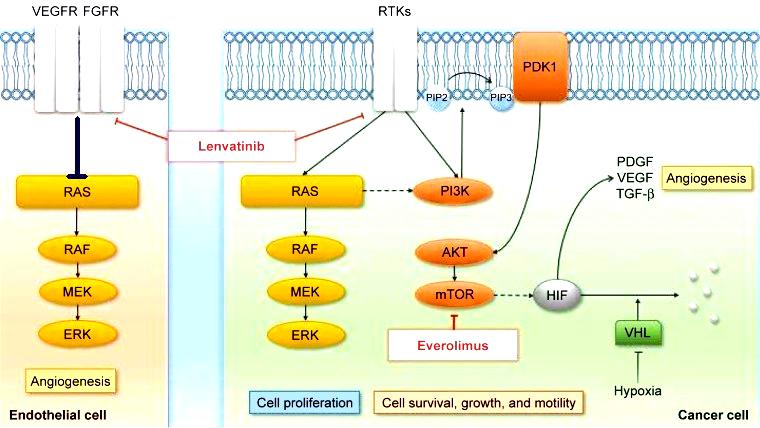 VEGFR FGFR
RTKs
PDK1
PIP2
PIP3
Lenvatinib
RAS
RAS
PI3K
PDGF
VEGF
TGF-β
Angiogenesis
RAF
RAF
AKT
MEK
MEK
mTOR
HIF
ERK
ERK
Everolimus
VHL
Angiogenesis
Hypoxia
Cell proliferation
Cell survival, growth, and motility
Endothelial cell
Cancer cell